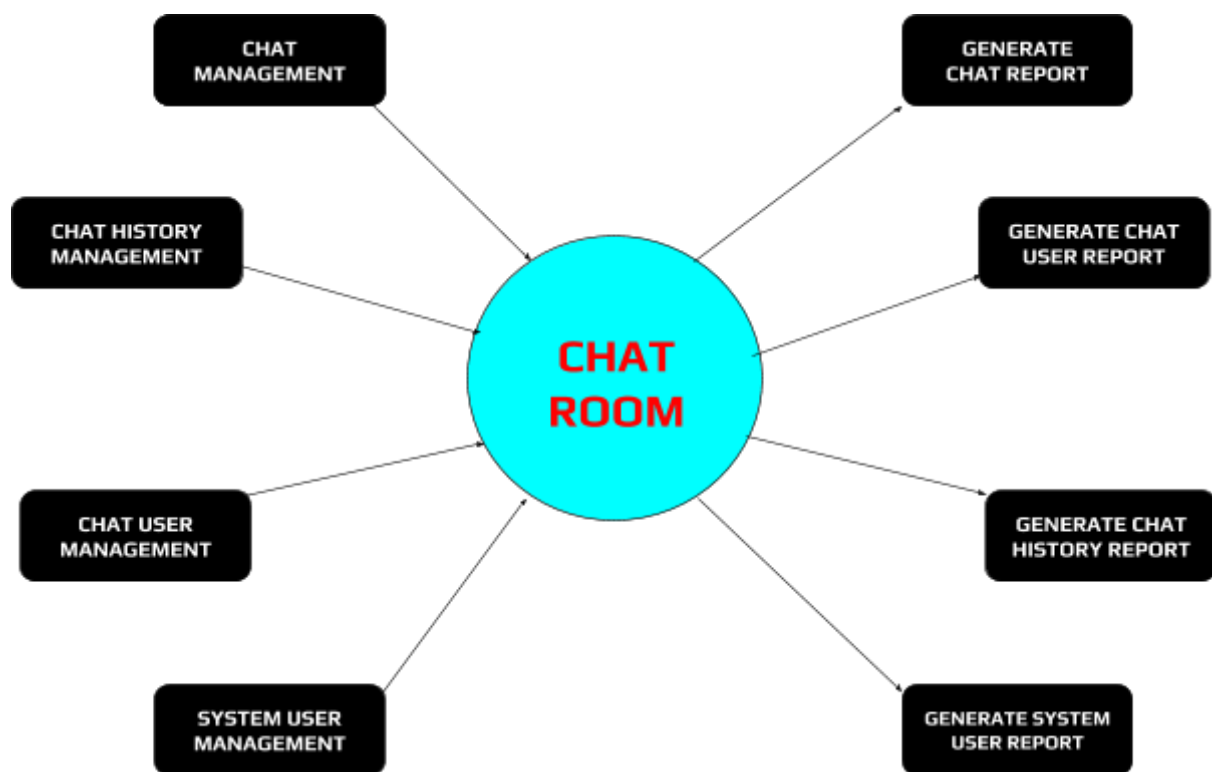 CHAT
MANAGEMENT
GENERATE
CHAT REPORT
CHAT HISTORY
MANAGEMENT
GENERATE CHAT
USER REPORT
CHAT
ROOM
CHAT USER
MANAGEMENT
GENERATE CHAT
HISTORY REPORT
SYSTEM USER
MANAGEMENT
GENERATE SYSTEM
USER REPORT